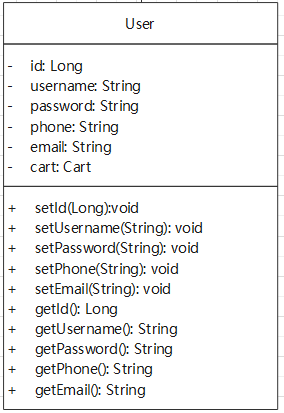 User
- id: Long
- username: String
- password: String
- phone: String
- email: String
- cart: Cart
+ setId(Long):void
+ setUsername(String): void
+ setPassword(String): void
+ setPhone(String): void
+ setEmail(String): void
+ getId(): Long
+ getUsername(): String
+ getPassword(): String
+ getPhone(): String
+ getEmail(): String